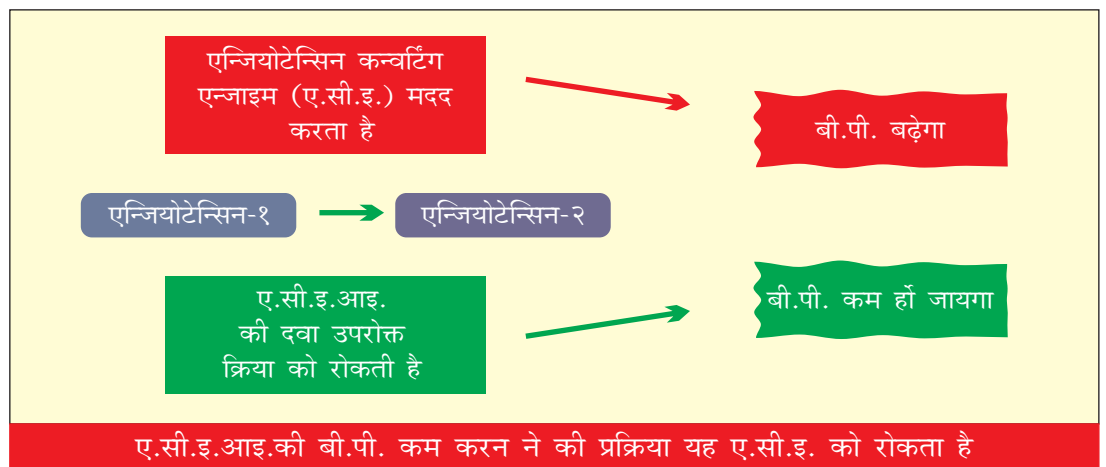 एन्जियोटेन्सिन कन्वर्टिंग
एन्जाइम (ए.सी.इ.) मदद
करता है
बी.पी. बढ़ेगा
एन्जियोटेन्सिन-१
एन्जियोटेन्सिन-२
ए.सी.इ.आइ.
की दवा उपरोक्त
क्रिया को रोकती है
बी.पी. कम र्हो जायगा
ए.सी.इ.आइ.की बी.पी. कम करन ने की प्रक्रिया यह ए.सी.इ. को रोकता है